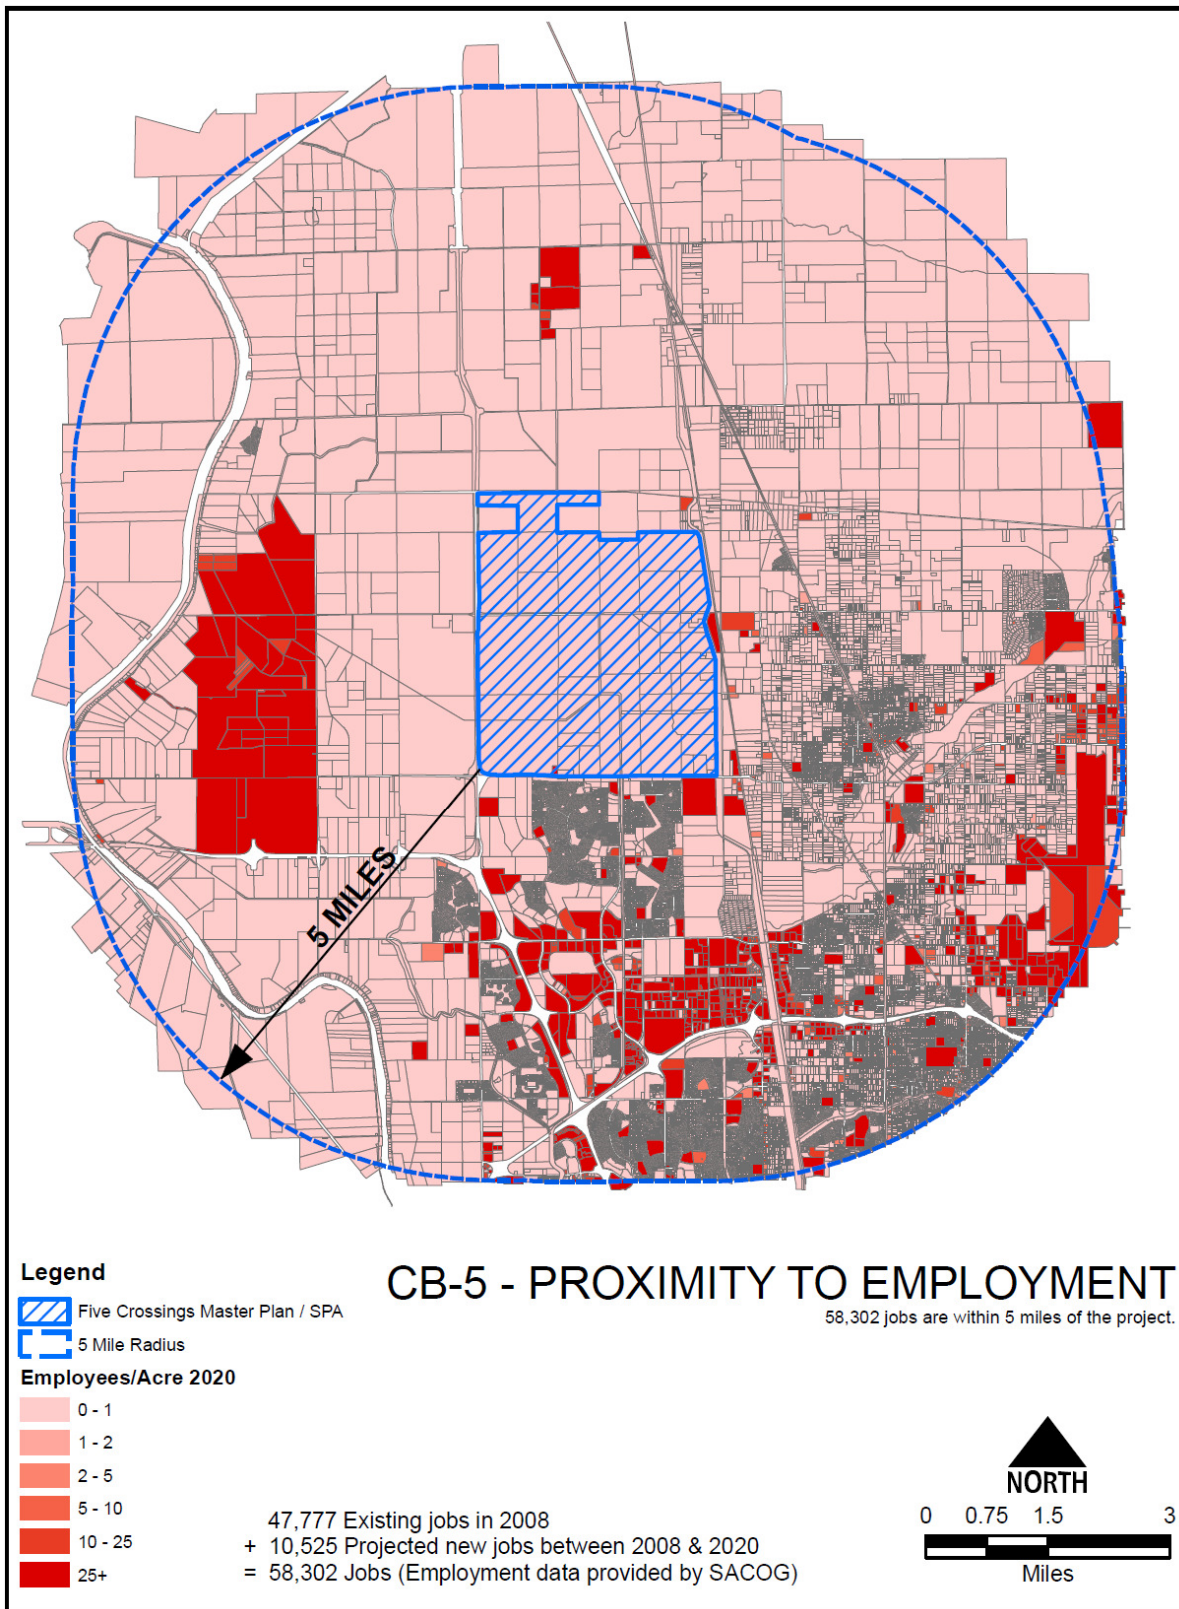 5 MILES
Legend
CB-5 - PROXIMITY TO EMPLOYMENT
58,302 jobs are within 5 miles of the project.
Five Crossings Master Plan / SPA
5 Mile Radius
Employees/Acre 2020
0 - 1
1 - 2
2 - 5
5 - 10
10 - 25
25+
47,777 Existing jobs in 2008
+ 10,525 Projected new jobs between 2008 & 2020
= 58,302 Jobs (Employment data provided by SACOG)
NORTH
0 0.75 1.5 3
Miles